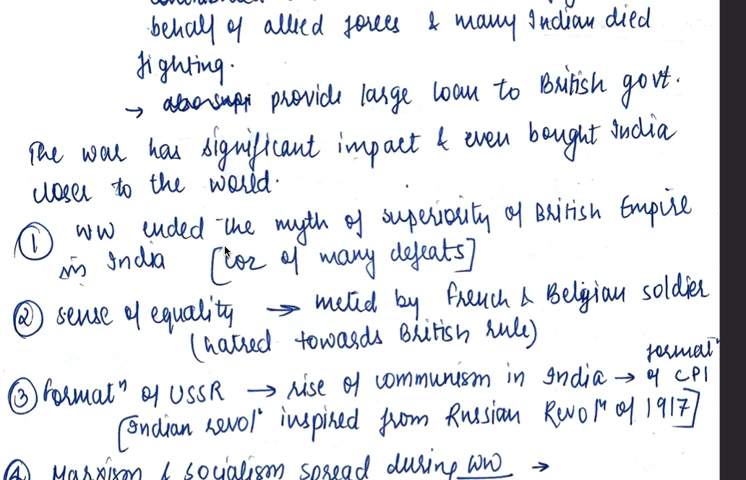 behalf of allied forces & many Indian died
fighting.
→ provide large loan to British govt.
The war has significant impact & even bought India
closer to the world.
① WW ended the myth of superiority of British Empire
in India [coz of many defeats]
② sense of equality → meted by French & Belgian soldier
(hatred towards British rule)
③ formatⁿ of USSR → rise of communism in India → formatⁿ of CPI
[Indian revolⁿ inspired from Russian Revolⁿ of 1917]
④ Marxism & socialism spread during WW →